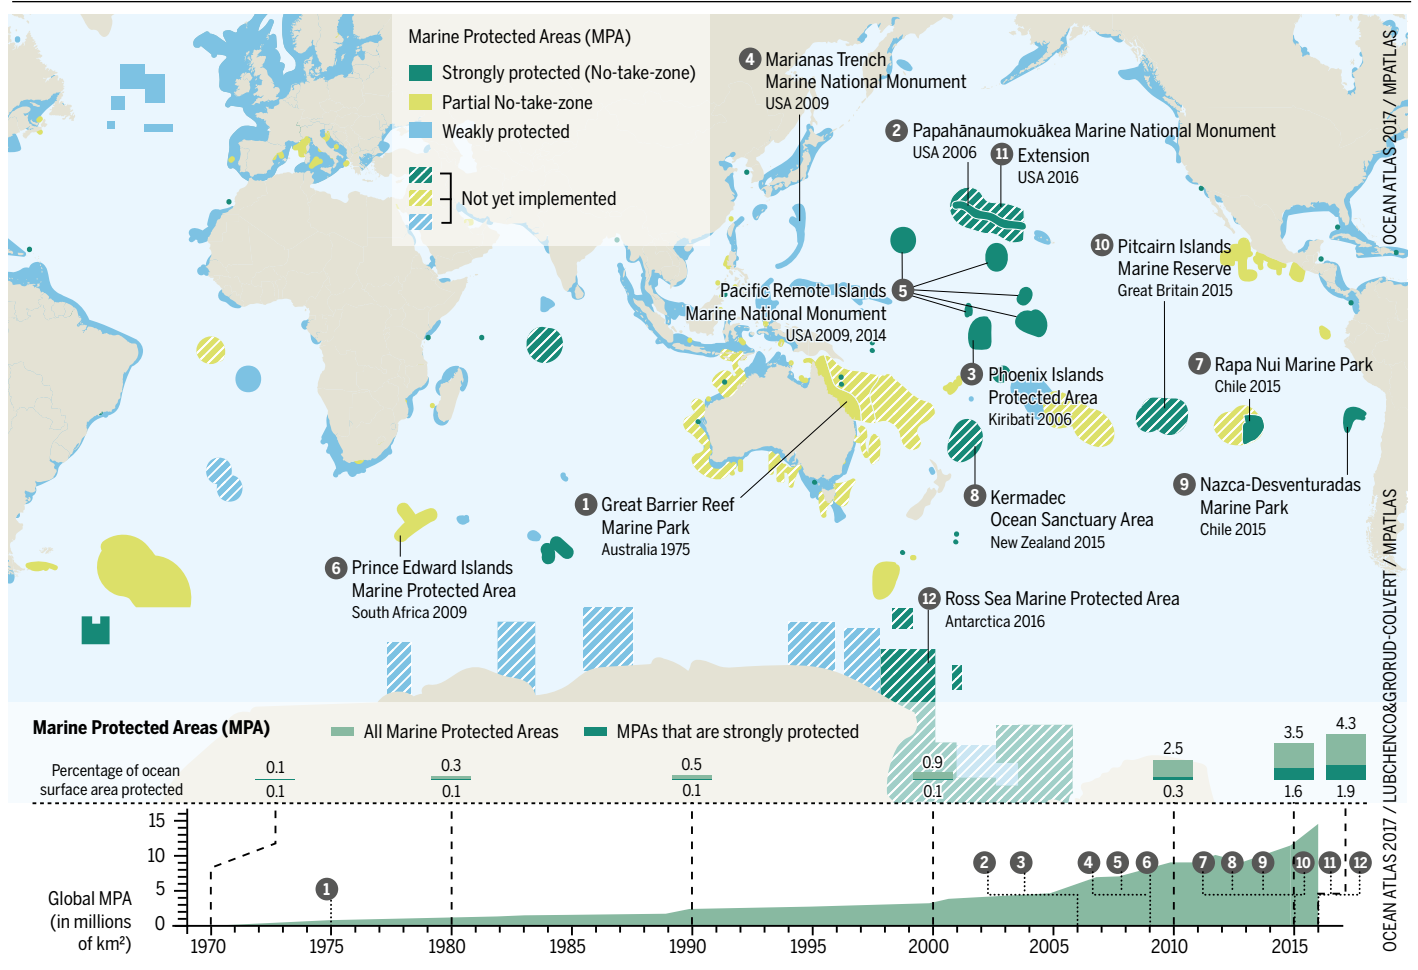 Marine Protected Areas (MPA)
Strongly protected (No-take-zone)
Partial No-take-zone
Weakly protected
Not yet implemented
4 Marianas Trench
Marine National Monument
USA 2009
2 Papahānaumokuākea Marine National Monument
USA 2006
11 Extension
USA 2016
10 Pitcairn Islands
Marine Reserve
Great Britain 2015
5
Pacific Remote Islands
Marine National Monument
USA 2009, 2014
3 Phoenix Islands
Protected Area
Kiribati 2006
7 Rapa Nui Marine Park
Chile 2015
9 Nazca-Desventuradas
Marine Park
Chile 2015
8 Kermadec
Ocean Sanctuary Area
New Zealand 2015
1 Great Barrier Reef
Marine Park
Australia 1975
6 Prince Edward Islands
Marine Protected Area
South Africa 2009
12 Ross Sea Marine Protected Area
Antarctica 2016
OCEAN ATLAS 2017 / MPATLAS
Marine Protected Areas (MPA)
All Marine Protected Areas
MPAs that are strongly protected
Percentage of ocean
surface area protected
0.1 0.3 0.5 0.9 2.5 3.5 4.3
0.1 0.1 0.1 0.1 0.3 1.6 1.9
Global MPA
(in millions
of km²)
15
10
5
0
1 2 3 4 5 6 7 8 9 10 11 12
1970 1975 1980 1985 1990 1995 2000 2005 2010 2015
OCEAN ATLAS 2017 / LUBCHENCO&GRORUD-COLVERT / MPATLAS